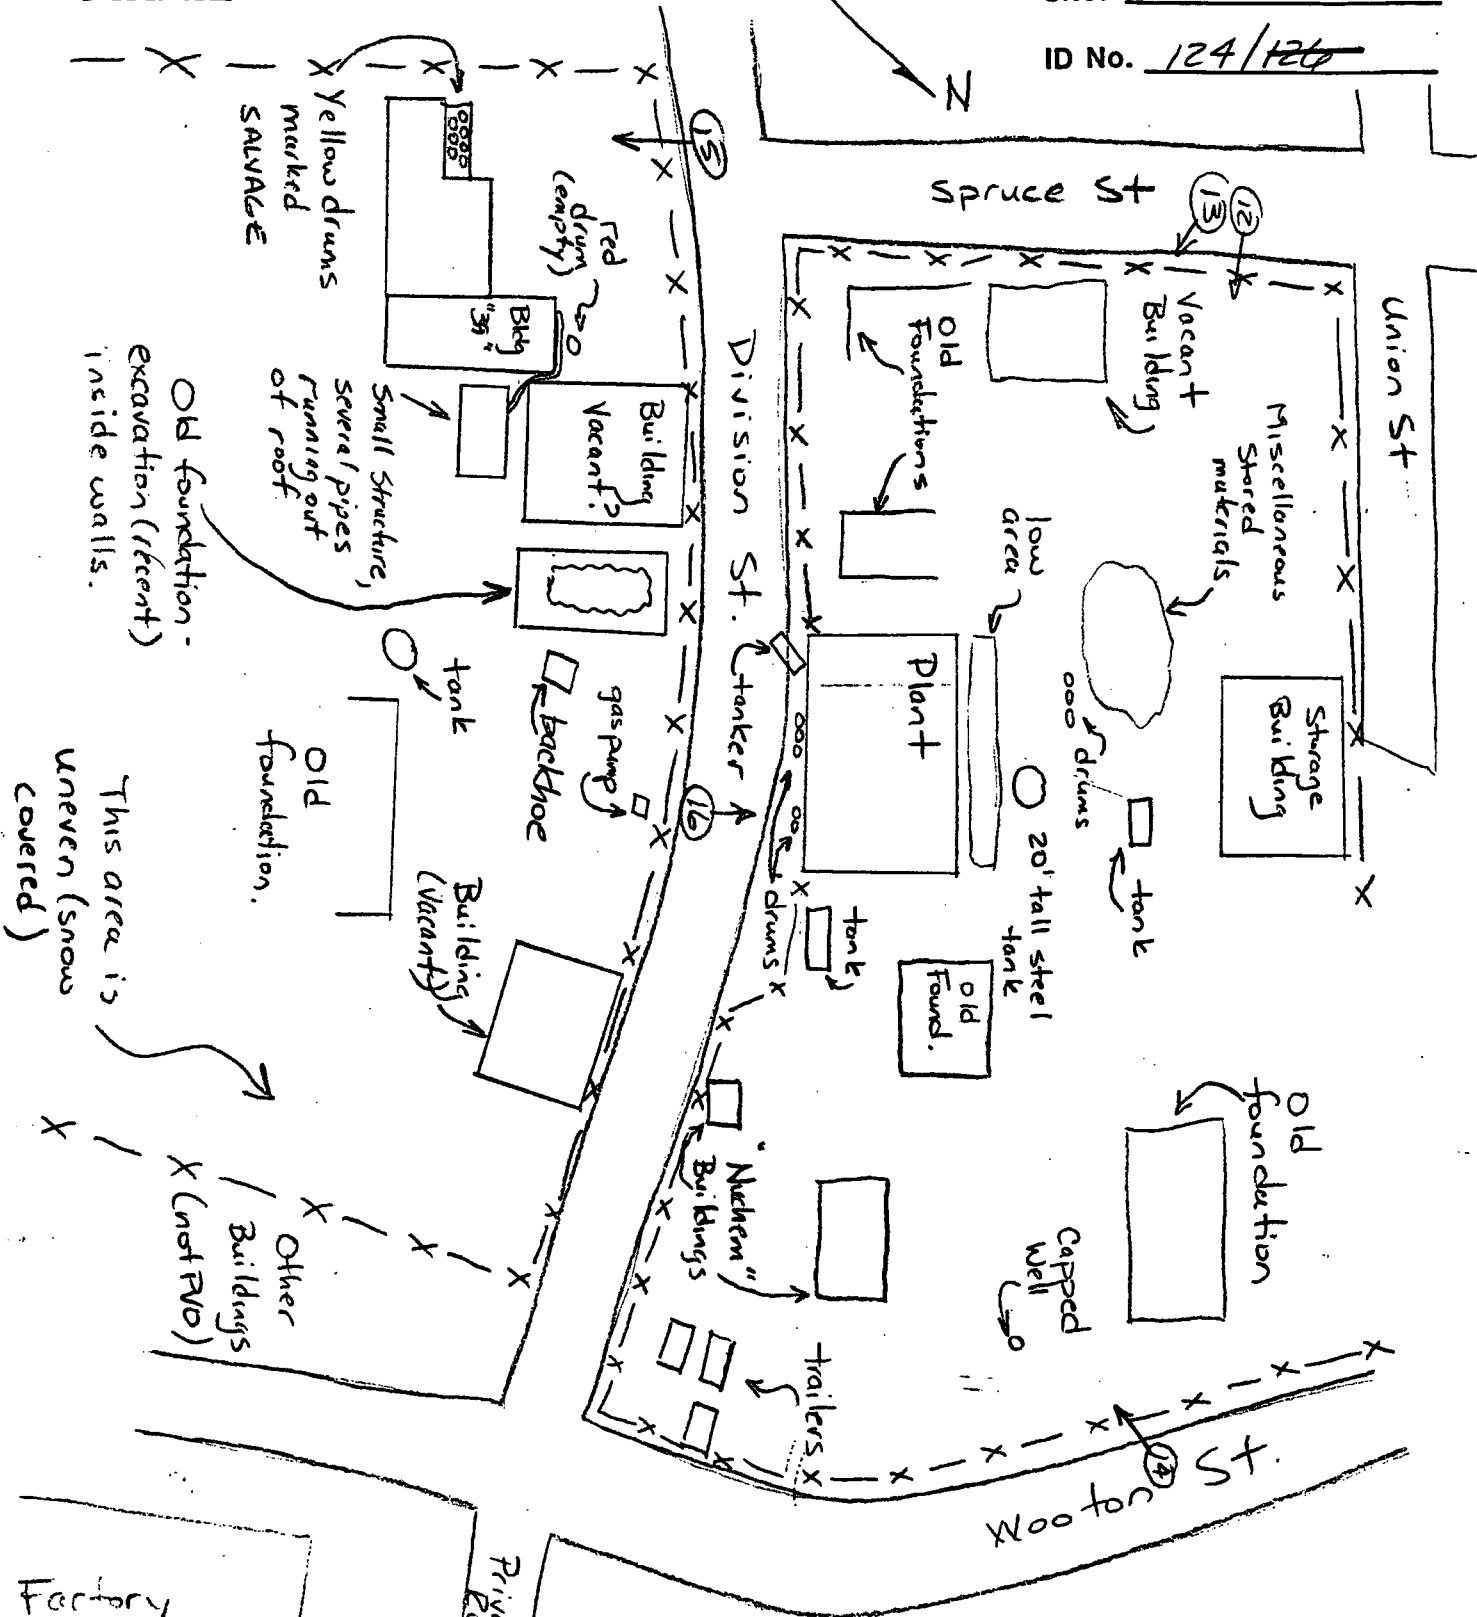 ID No. 124/126
N
Spruce St
Union St
Division St.
Wooton St.
12
13
14
15
16
Yellow drums
marked
SALVAGE
red
drum
(empty)
Bldg
"39"
Small Structure,
several pipes
running out
of roof.
Building
Vacant?
Old foundation -
excavation (recent)
inside walls.
tank
backhoe
gas pump
Old
foundation.
Building
(Vacant)
This area is
uneven (snow
covered)
Other
Buildings
(not PVO)
Old
Foundations
Vacant
Building
Miscellaneous
Stored
materials
low
area
Plant
tanker
drums
drums
Storage
Building
tank
20' tall steel
tank
tank
old
Found.
Old
foundation
Capped
Well
"Nuchem"
Buildings
trailers
Factory